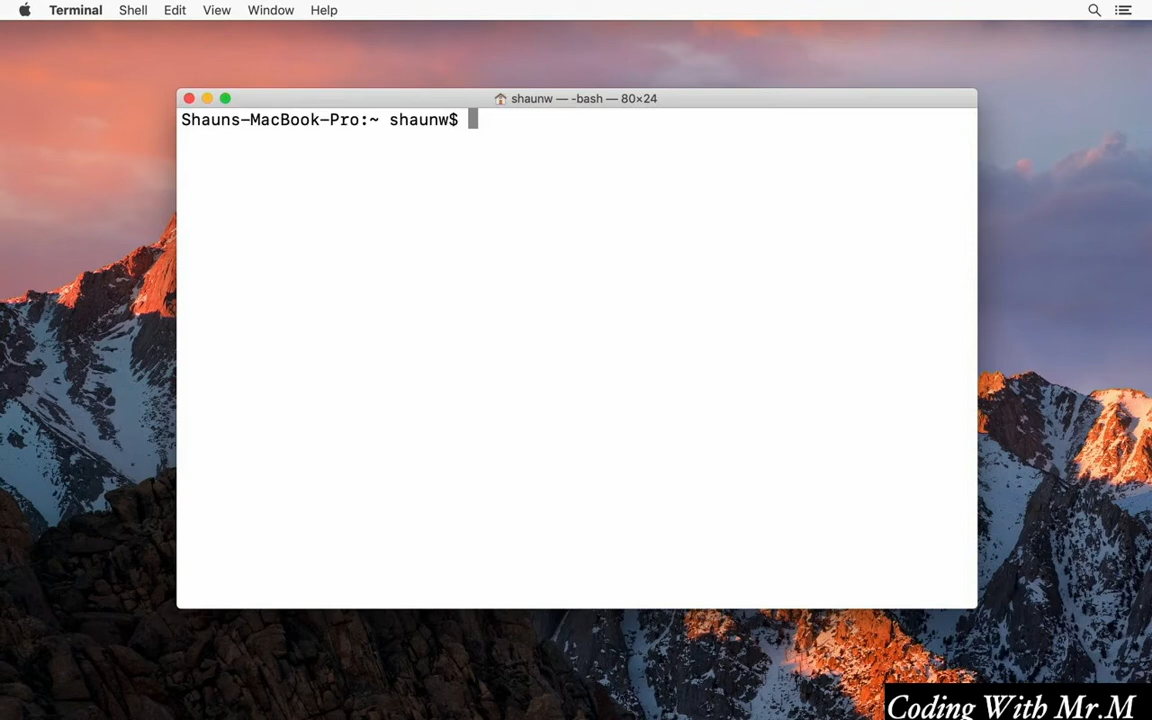 Terminal Shell Edit View Window Help
shaunw — -bash — 80×24
Shauns-MacBook-Pro:~ shaunw$
Coding With Mr.M